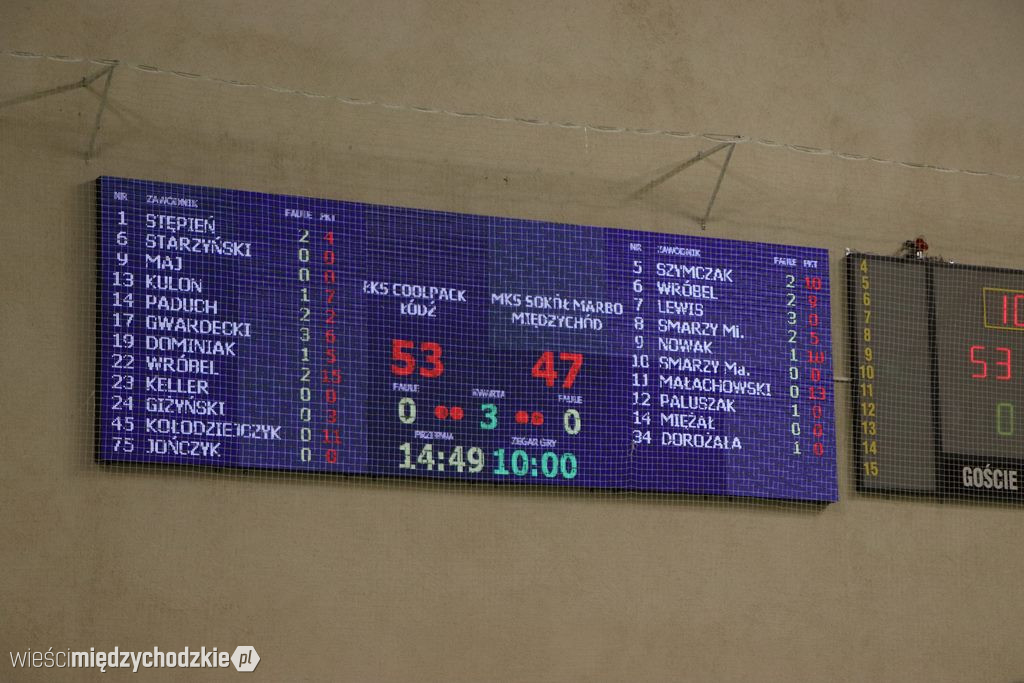 NR ZAWODNIK FAULE PKT
1 STĘPIEŃ 2 4
6 STARZYŃSKI 0 0
9 MAJ 0 0
13 KULON 1 7
14 PADUCH 2 2
17 GWARDECKI 3 6
19 DOMINIAK 1 5
22 WRÓBEL 2 15
23 KELLER 0 0
24 GIŻYŃSKI 0 3
45 KOŁODZIEJCZYK 0 11
75 JOŃCZYK 0 0
ŁKS COOLPACK
ŁÓDŹ
MKS SOKÓŁ MARBO
MIĘDZYCHÓD
53 47
FAULE KWARTA FAULE
0 3 0
PRZERWA ZEGAR GRY
14:49 10:00
NR ZAWODNIK FAULE PKT
5 SZYMCZAK 2 10
6 WRÓBEL 2 9
7 LEWIS 3 0
8 SMARZY Mi. 2 5
9 NOWAK 1 10
10 SMARZY Ma. 0 0
11 MAŁACHOWSKI 0 13
12 PALUSZAK 1 0
14 MIĘŻAŁ 0 0
34 DOROŻAŁA 1 0
4
5
6
7
8
9
10
11
12
13
14
15
10
53
0
GOŚCIE
wieścimiędzychodzkie.pl